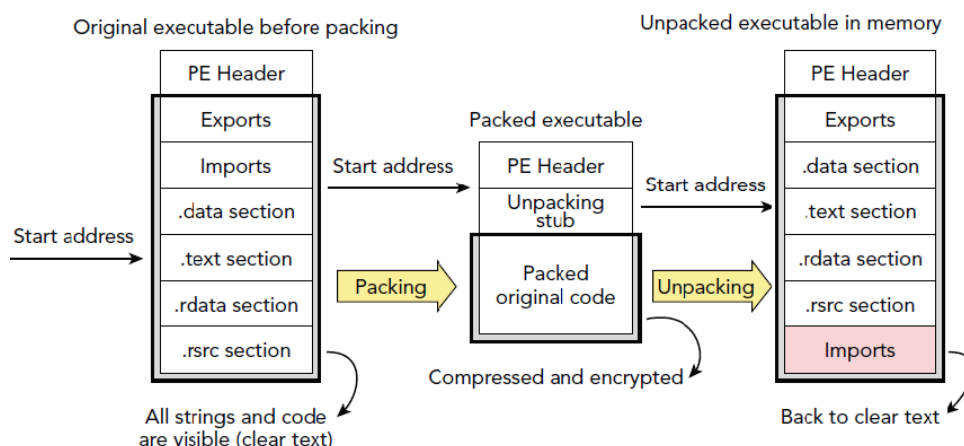 Original executable before packing
PE Header
Exports
Imports
.data section
.text section
.rdata section
.rsrc section
Start address
All strings and code
are visible (clear text)
Start address
Packing
Packed executable
PE Header
Unpacking
stub
Packed
original code
Compressed and encrypted
Start address
Unpacking
Unpacked executable in memory
PE Header
Exports
.data section
.text section
.rdata section
.rsrc section
Imports
Back to clear text